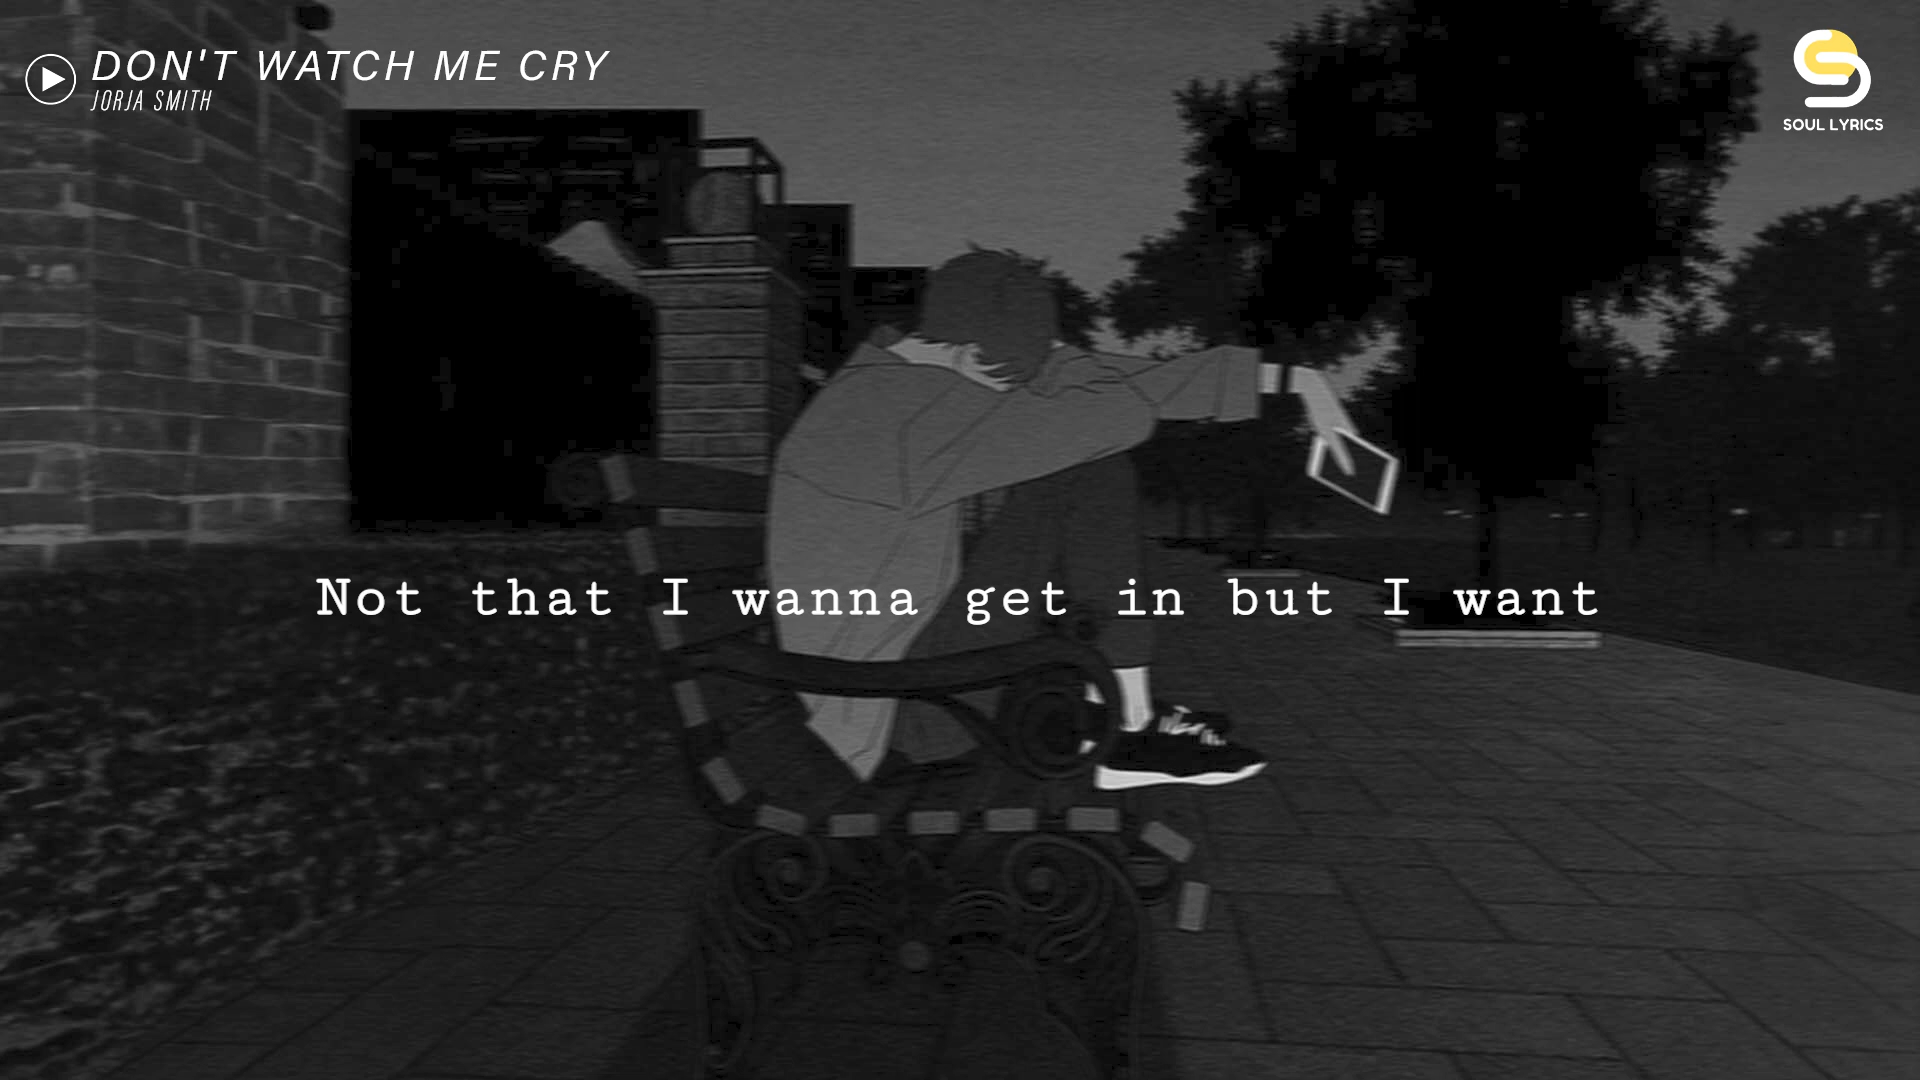 DON'T WATCH ME CRY
JORJA SMITH
SOUL LYRICS
Not that I wanna get in but I want